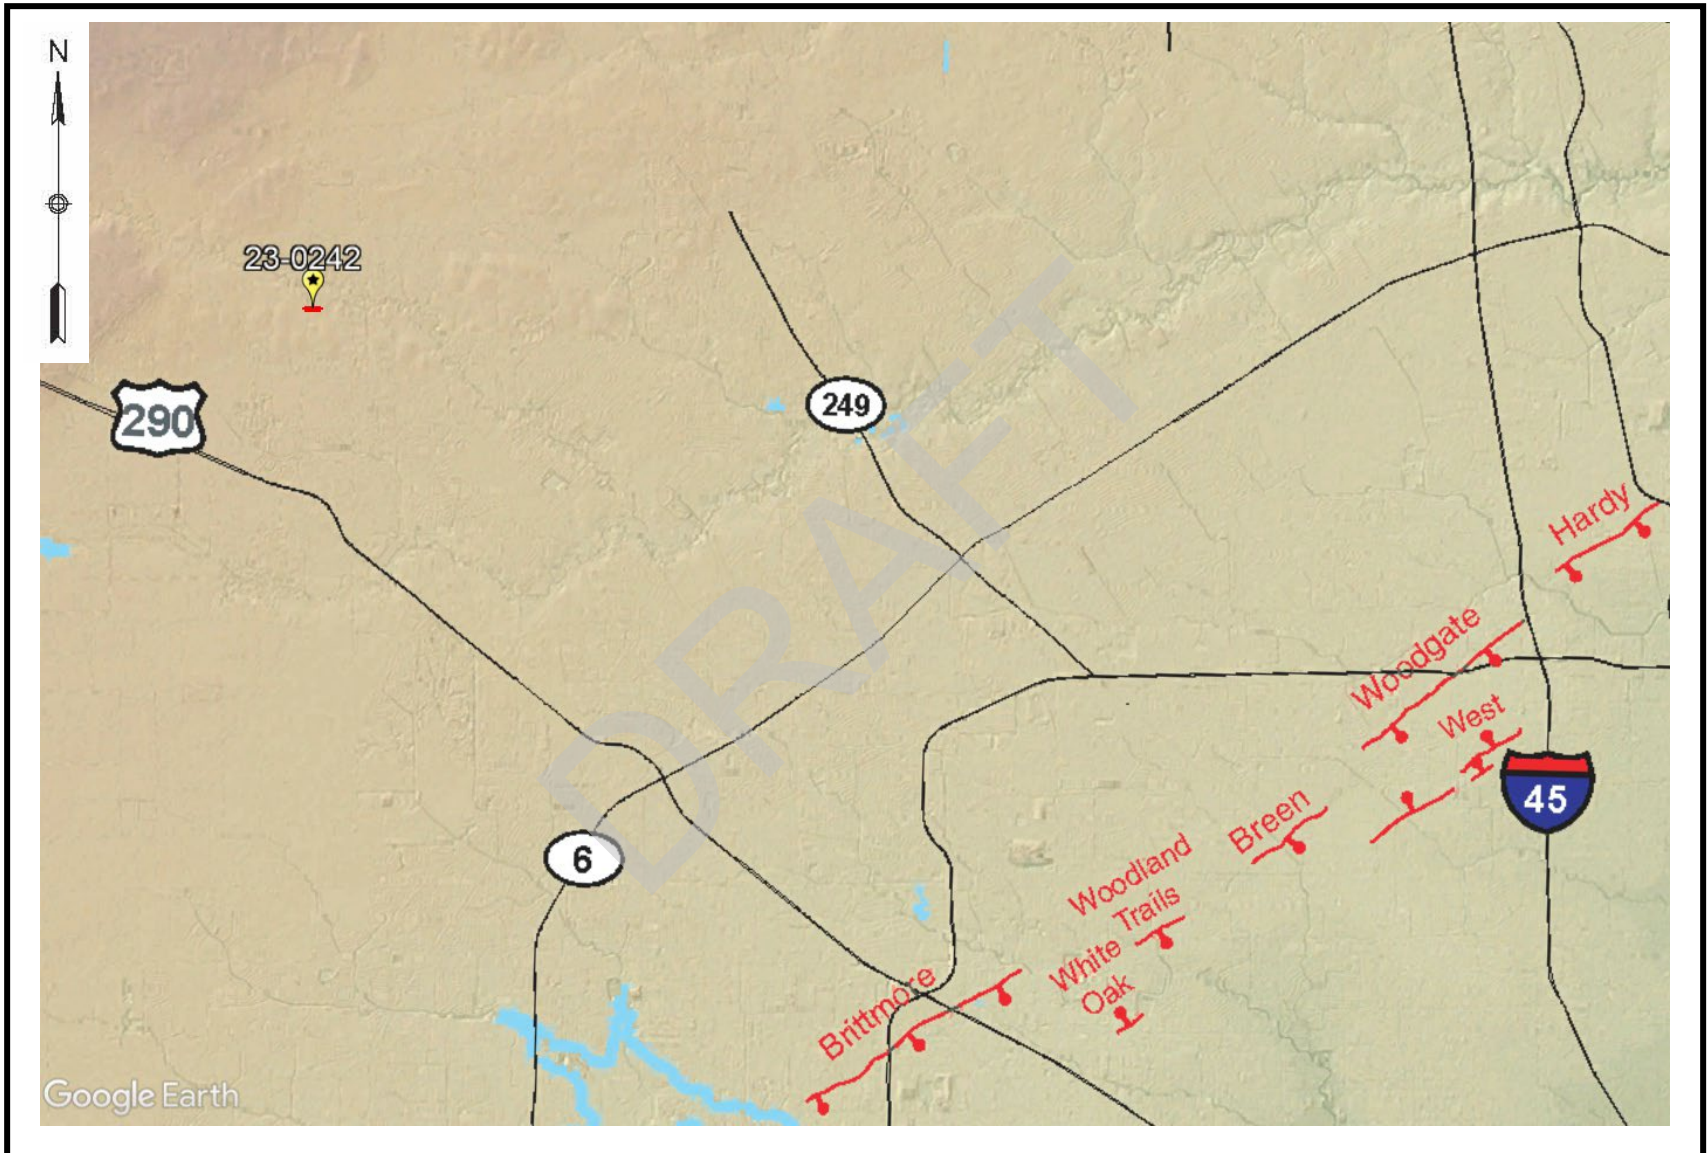 N
23-0242
249
290
Hardy
Woodgate
West
45
Breen
6
Woodland
Trails
White
Oak
Brittmore
DRAFT
Google Earth